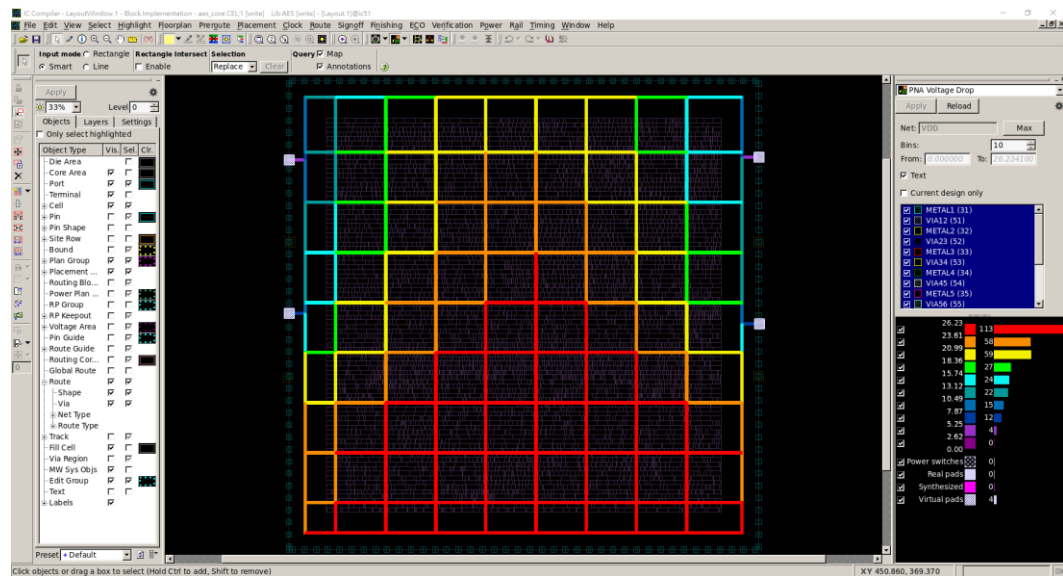 IC Compiler - LayoutWindow.1 - Block Implementation - aes_core.CEL;1 [write] Lib:AES [write] - [Layout.1]@ic51
File Edit View Select Highlight Floorplan Preroute Placement Clock Route Signoff Finishing ECO Verification Power Rail Timing Window Help
Input mode Rectangle Rectangle Intersect Selection Query Map
Smart Line Enable Replace Clear Annotations
Apply
33% Level 0
Objects Layers Settings
Only select highlighted
Object Type Vis. Sel. Clr.
Die Area
Core Area
Port
Terminal
Cell
Pin
Pin Shape
Site Row
Bound
Plan Group
Placement ...
Routing Blo...
Power Plan ...
RP Group
RP Keepout
Voltage Area
Pin Guide
Route Guide
Routing Cor...
Global Route
Route
Shape
Via
Net Type
Route Type
Track
Fill Cell
Via Region
MW Sys Objs
Edit Group
Text
Labels
Preset Default
PNA Voltage Drop
Apply Reload
Net: VDD Max
Bins: 10
From: 0.000000 To: 26.234100
Text
Current design only
METAL1 (31)
VIA12 (51)
METAL2 (32)
VIA23 (52)
METAL3 (33)
VIA34 (53)
METAL4 (34)
VIA45 (54)
METAL5 (35)
VIA56 (55)
26.23
113
23.61
58
20.99
59
18.36
27
15.74
24
13.12
22
10.49
15
7.87
12
5.25
4
2.62
0
0.00
Power switches 0
Real pads 0
Synthesized 0
Virtual pads 4
Click objects or drag a box to select (Hold Ctrl to add, Shift to remove) XY 450.860, 369.370